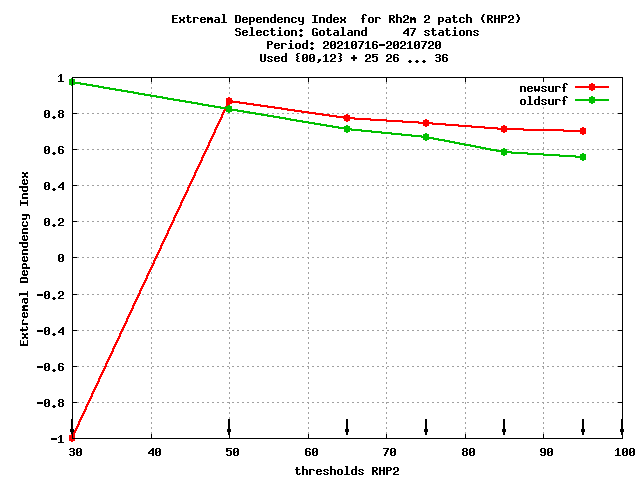 Extremal Dependency Index  for Rh2m 2 patch (RHP2)
Selection: Gotaland     47 stations
Period: 20210716-20210720
Used {00,12} + 25 26 ... 36
newsurf
oldsurf
Extremal Dependency Index
1
0.8
0.6
0.4
0.2
0
-0.2
-0.4
-0.6
-0.8
-1
30 40 50 60 70 80 90 100
thresholds RHP2